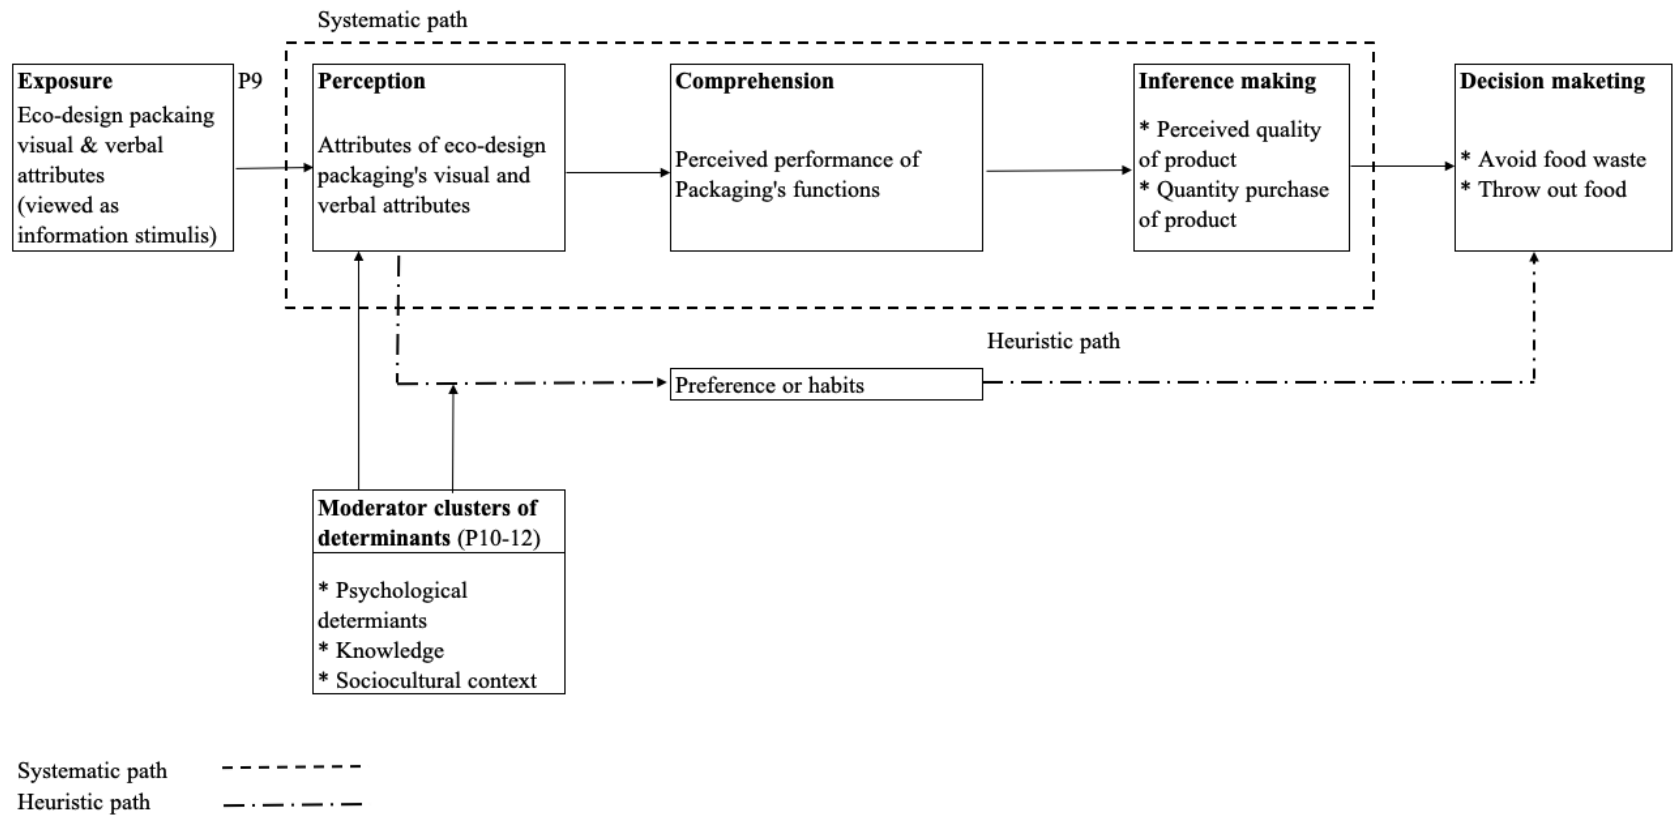 Systematic path
Exposure
Eco-design packaing
visual & verbal
attributes
(viewed as
information stimulis)
P9
Perception
Attributes of eco-design
packaging's visual and
verbal attributes
Comprehension
Perceived performance of
Packaging's functions
Inference making
* Perceived quality
of product
* Quantity purchase
of product
Decision maketing
* Avoid food waste
* Throw out food
Heuristic path
Preference or habits
Moderator clusters of
determinants (P10-12)
* Psychological
determiants
* Knowledge
* Sociocultural context
Systematic path
Heuristic path